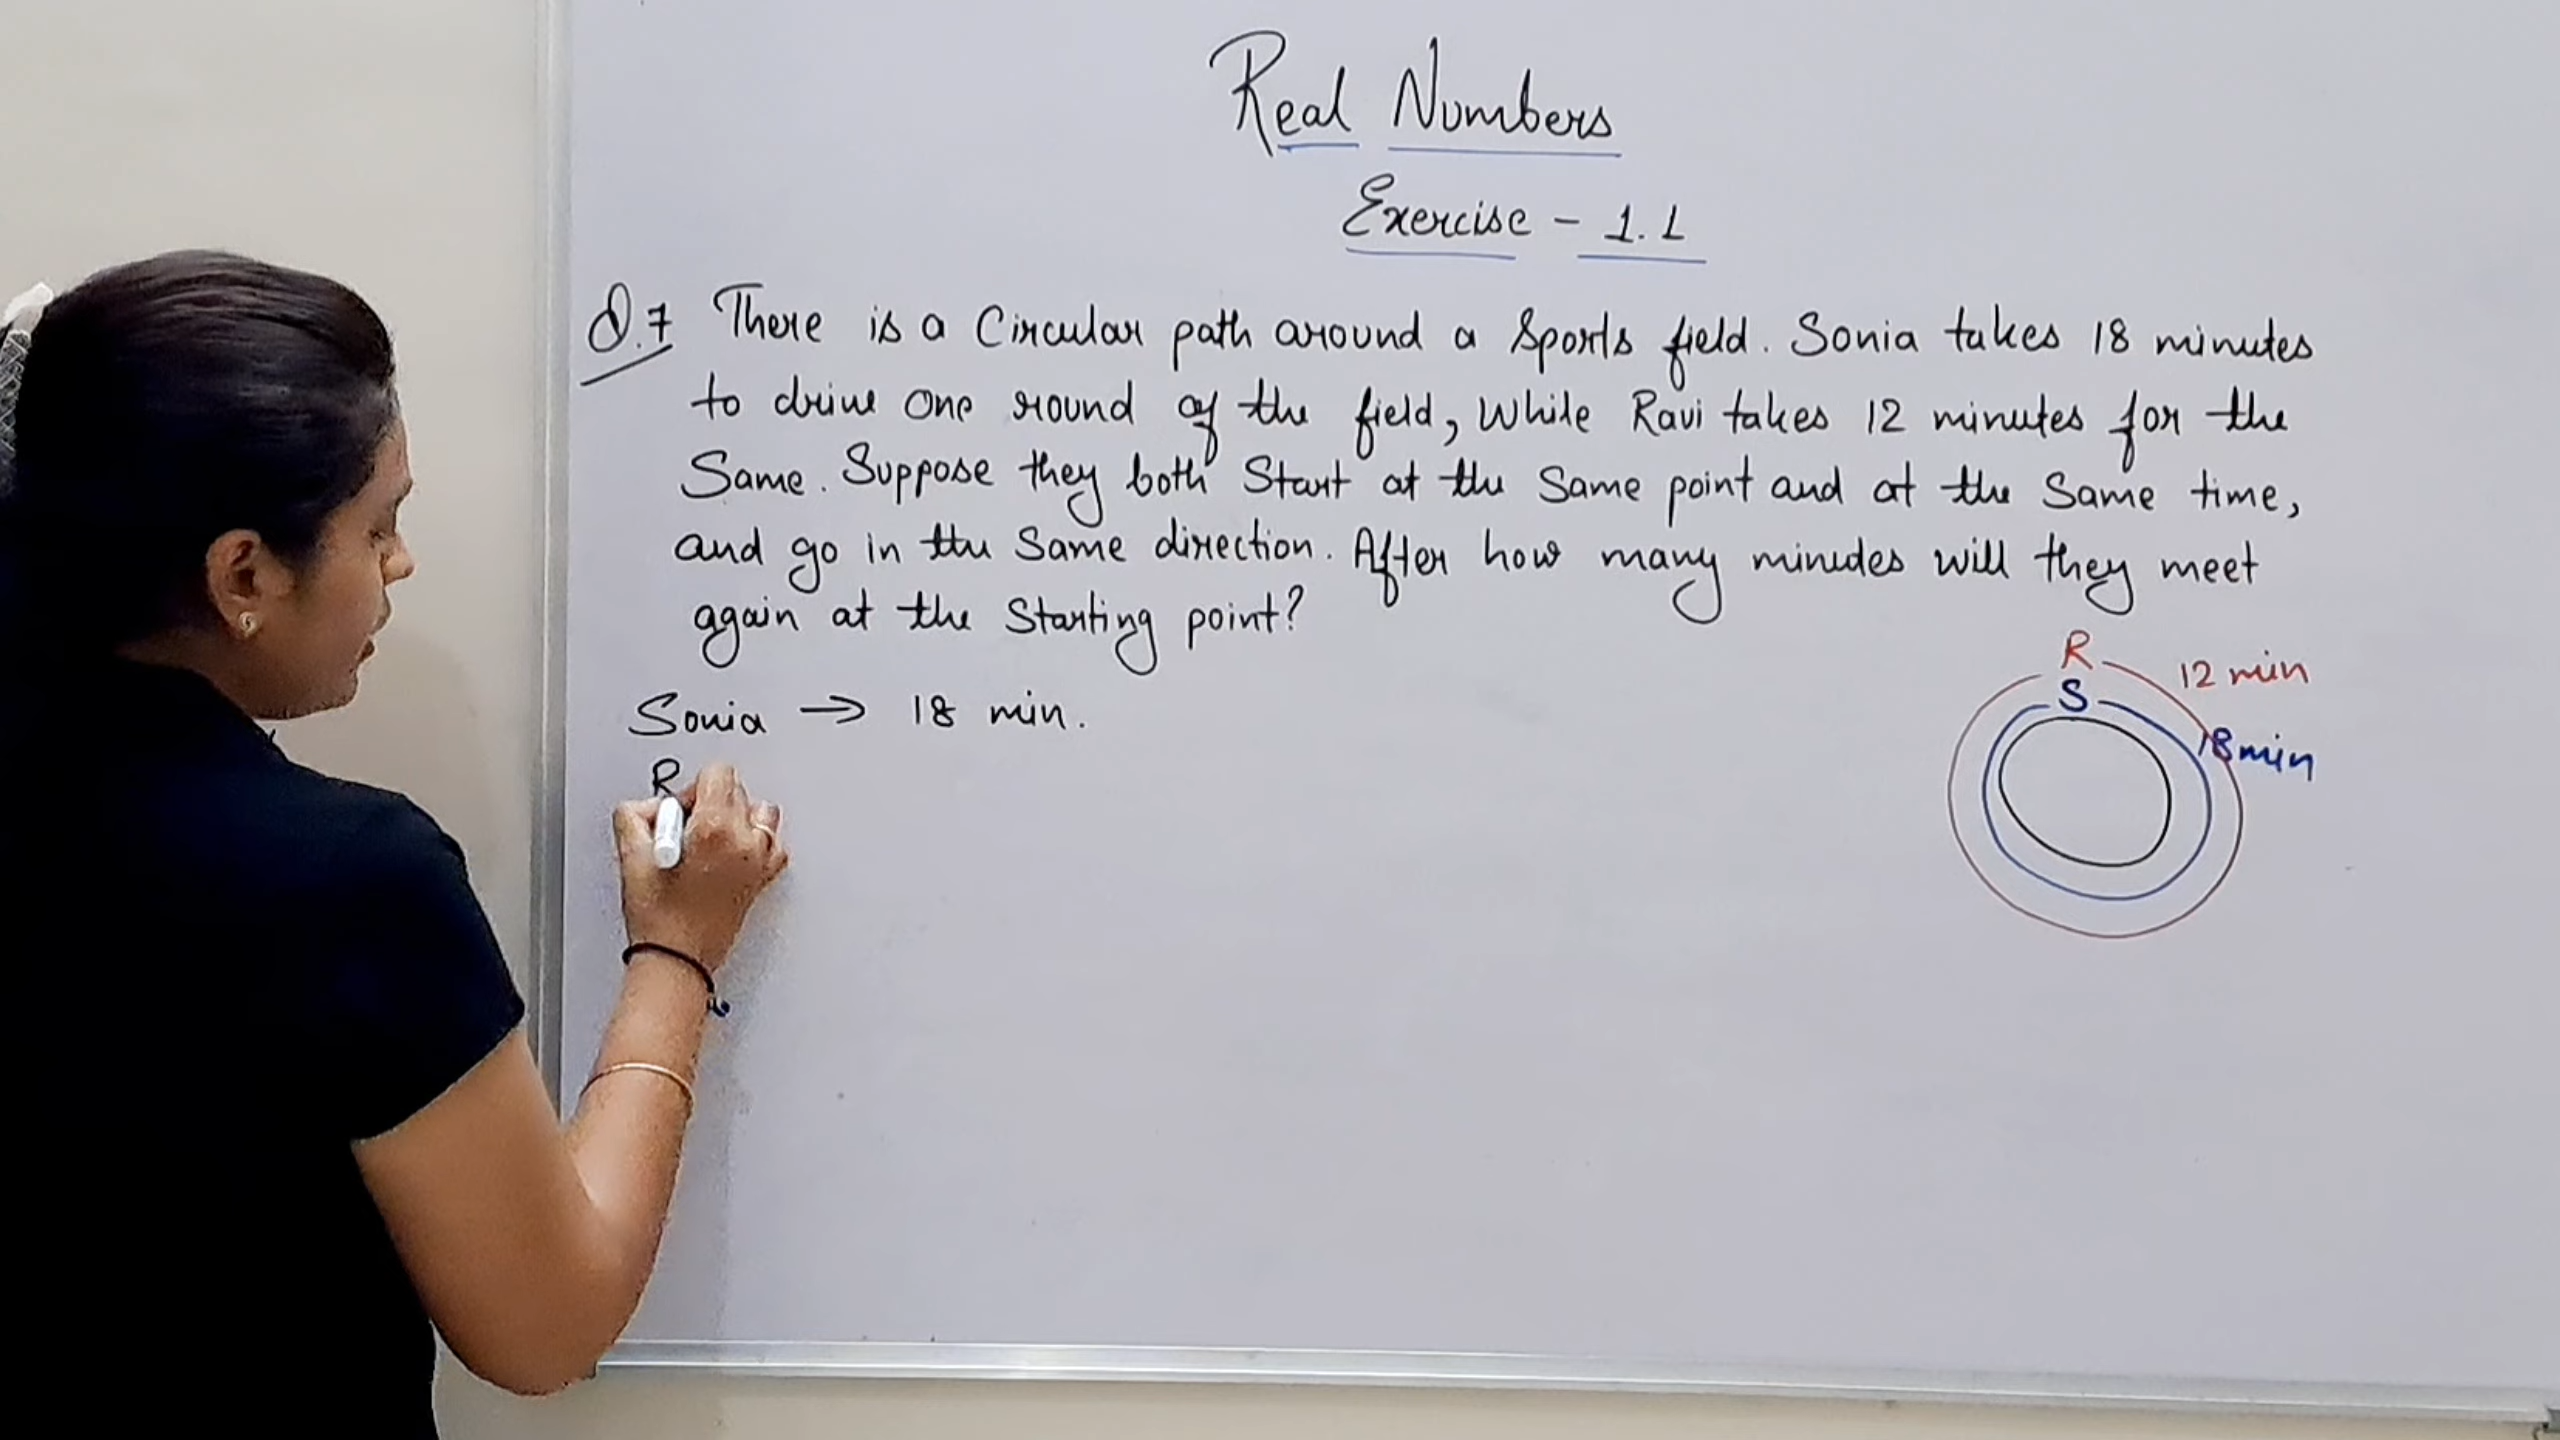 Real Numbers
Exercise - 1.1
Q.7 There is a Circular path around a Sports field. Sonia takes 18 minutes
to drive one round of the field, While Ravi takes 12 minutes for the
Same. Suppose they both Start at the Same point and at the Same time,
and go in the Same direction. After how many minutes will they meet
again at the Starting point?
Sonia → 18 min.
R
R 12 min
S 18 min